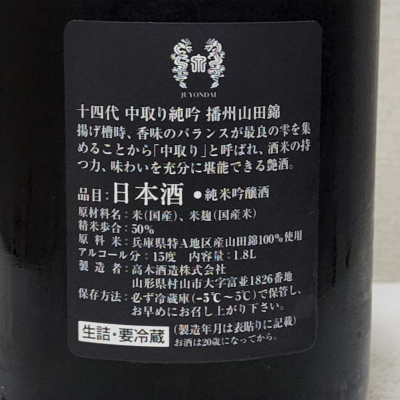 JUYONDAI
十四代 中取り純吟 播州山田錦
揚げ槽時、香味のバランスが最良の雫を集
めることから「中取り」と呼ばれ、酒米の持
つ力、味わいを充分に堪能できる艶酒。
品目：日本酒 ●純米吟醸酒
原材料名：米(国産)、米麹(国産米)
精米歩合：50%
原料米：兵庫県特A地区産山田錦100%使用
アルコール分：15度 内容量：1.8L
製造者：高木酒造株式会社
山形県村山市大字富並1826番地
保存方法：必ず冷蔵庫(-5℃～5℃)で保管し、
お早めにお召し上がり下さい。
生詰・要冷蔵
(製造年月は表貼りに記載)
お酒は20歳になってから。